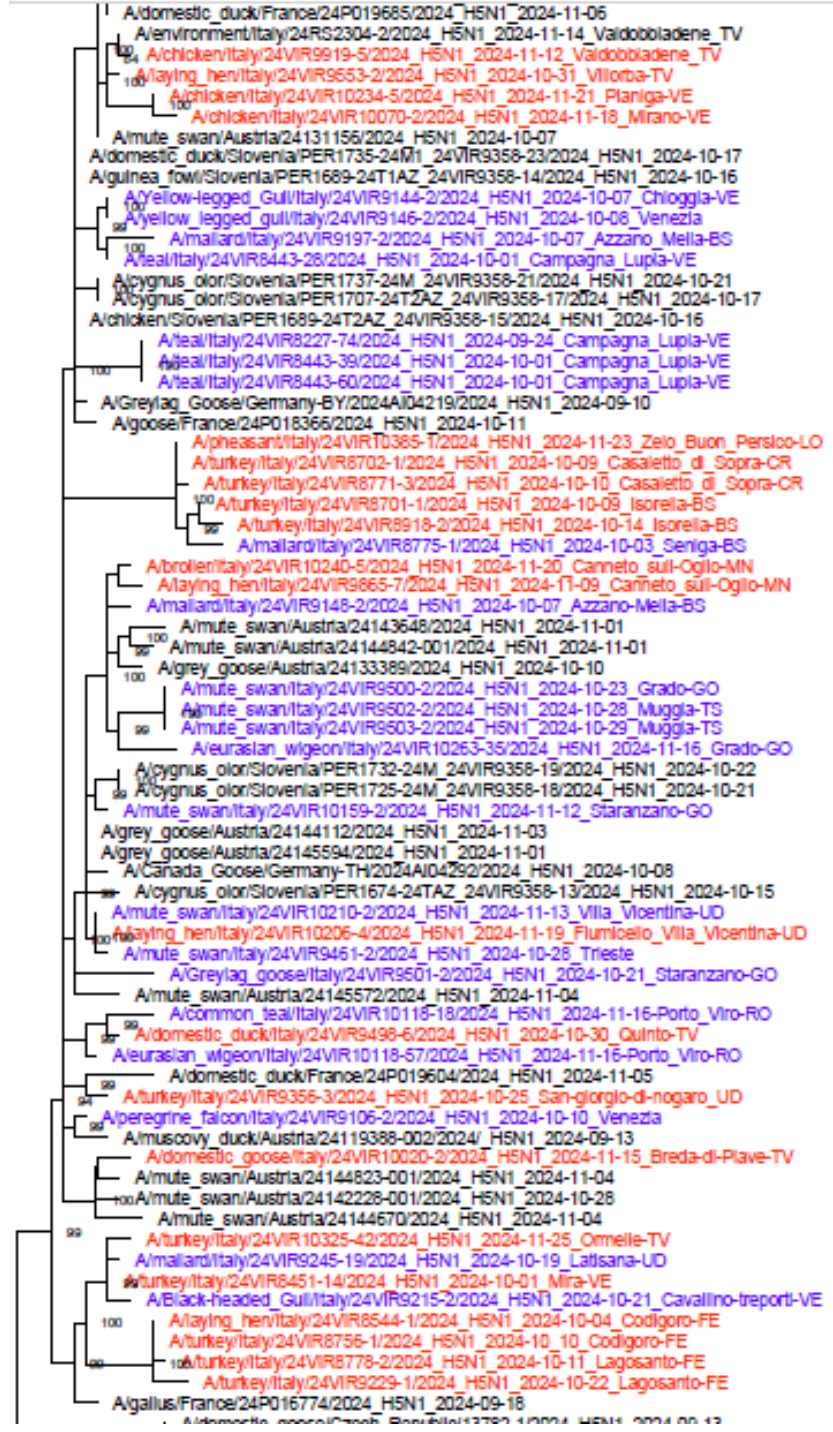 A/domestic_duck/France/24P019685/2024_H5N1_2024-11-06
A/environment/Italy/24RS2304-2/2024_H5N1_2024-11-14_Valdobbiadene_TV
A/chicken/Italy/24VIR9919-5/2024_H5N1_2024-11-12_Valdobbiadene_TV
A/laying_hen/Italy/24VIR9553-2/2024_H5N1_2024-10-31_Villorba-TV
A/chicken/Italy/24VIR10234-5/2024_H5N1_2024-11-21_Pianiga-VE
A/chicken/Italy/24VIR10070-2/2024_H5N1_2024-11-18_Mirano-VE
A/mute_swan/Austria/24131156/2024_H5N1_2024-10-07
A/domestic_duck/Slovenia/PER1735-24M1_24VIR9358-23/2024_H5N1_2024-10-17
A/guinea_fowl/Slovenia/PER1689-24T1AZ_24VIR9358-14/2024_H5N1_2024-10-16
A/Yellow-legged_Gull/Italy/24VIR9144-2/2024_H5N1_2024-10-07_Chioggia-VE
A/yellow_legged_gull/Italy/24VIR9146-2/2024_H5N1_2024-10-08_Venezia
A/mallard/Italy/24VIR9197-2/2024_H5N1_2024-10-07_Azzano_Mella-BS
A/teal/Italy/24VIR8443-28/2024_H5N1_2024-10-01_Campagna_Lupia-VE
A/cygnus_olor/Slovenia/PER1737-24M_24VIR9358-21/2024_H5N1_2024-10-21
A/cygnus_olor/Slovenia/PER1707-24T2AZ_24VIR9358-17/2024_H5N1_2024-10-17
A/chicken/Slovenia/PER1689-24T2AZ_24VIR9358-15/2024_H5N1_2024-10-16
A/teal/Italy/24VIR8227-74/2024_H5N1_2024-09-24_Campagna_Lupia-VE
A/teal/Italy/24VIR8443-39/2024_H5N1_2024-10-01_Campagna_Lupia-VE
100
A/teal/Italy/24VIR8443-60/2024_H5N1_2024-10-01_Campagna_Lupia-VE
A/Greylag_Goose/Germany-BY/2024AI04219/2024_H5N1_2024-09-10
A/goose/France/24P018366/2024_H5N1_2024-10-11
A/pheasant/Italy/24VIR10385-1/2024_H5N1_2024-11-23_Zelo_Buon_Persico-LO
A/turkey/Italy/24VIR8702-1/2024_H5N1_2024-10-09_Casaletto_di_Sopra-CR
A/turkey/Italy/24VIR8771-3/2024_H5N1_2024-10-10_Casaletto_di_Sopra-CR
100 A/turkey/Italy/24VIR8701-1/2024_H5N1_2024-10-09_Isorella-BS
99 A/turkey/Italy/24VIR8918-2/2024_H5N1_2024-10-14_Isorella-BS
A/mallard/Italy/24VIR8775-1/2024_H5N1_2024-10-03_Seniga-BS
A/broiler/Italy/24VIR10240-5/2024_H5N1_2024-11-20_Canneto_sull-Oglio-MN
A/laying_hen/Italy/24VIR9865-7/2024_H5N1_2024-11-09_Canneto_sull-Oglio-MN
A/mallard/Italy/24VIR9148-2/2024_H5N1_2024-10-07_Azzano-Mella-BS
A/mute_swan/Austria/24143648/2024_H5N1_2024-11-01
100
99 A/mute_swan/Austria/24144842-001/2024_H5N1_2024-11-01
A/grey_goose/Austria/24133389/2024_H5N1_2024-10-10
100
A/mute_swan/Italy/24VIR9500-2/2024_H5N1_2024-10-23_Grado-GO
A/mute_swan/Italy/24VIR9502-2/2024_H5N1_2024-10-28_Muggia-TS
99 A/mute_swan/Italy/24VIR9503-2/2024_H5N1_2024-10-29_Muggia-TS
A/eurasian_wigeon/Italy/24VIR10263-35/2024_H5N1_2024-11-16_Grado-GO
A/cygnus_olor/Slovenia/PER1732-24M_24VIR9358-19/2024_H5N1_2024-10-22
99 A/cygnus_olor/Slovenia/PER1725-24M_24VIR9358-18/2024_H5N1_2024-10-21
A/mute_swan/Italy/24VIR10159-2/2024_H5N1_2024-11-12_Staranzano-GO
A/grey_goose/Austria/24144112/2024_H5N1_2024-11-03
A/grey_goose/Austria/24145594/2024_H5N1_2024-11-01
A/Canada_Goose/Germany-TH/2024AI04292/2024_H5N1_2024-10-08
A/cygnus_olor/Slovenia/PER1674-24TAZ_24VIR9358-13/2024_H5N1_2024-10-15
A/mute_swan/Italy/24VIR10210-2/2024_H5N1_2024-11-13_Villa_Vicentina-UD
A/laying_hen/Italy/24VIR10206-4/2024_H5N1_2024-11-19_Fiumicello_Villa_Vicentina-UD
A/mute_swan/Italy/24VIR9461-2/2024_H5N1_2024-10-28_Trieste
A/Greylag_goose/Italy/24VIR9501-2/2024_H5N1_2024-10-21_Staranzano-GO
A/mute_swan/Austria/24145572/2024_H5N1_2024-11-04
A/common_teal/Italy/24VIR10118-18/2024_H5N1_2024-11-16-Porto_Viro-RO
99
99 A/domestic_duck/Italy/24VIR9498-6/2024_H5N1_2024-10-30_Quinto-TV
A/eurasian_wigeon/Italy/24VIR10118-57/2024_H5N1_2024-11-16-Porto_Viro-RO
A/domestic_duck/France/24P019604/2024_H5N1_2024-11-05
99
94 A/turkey/Italy/24VIR9356-3/2024_H5N1_2024-10-25_San-giorgio-di-nogaro_UD
A/peregrine_falcon/Italy/24VIR9106-2/2024_H5N1_2024-10-10_Venezia
99 A/muscovy_duck/Austria/24119388-002/2024/_H5N1_2024-09-13
A/domestic_goose/Italy/24VIR10020-2/2024_H5N1_2024-11-15_Breda-di-Piave-TV
A/mute_swan/Austria/24144823-001/2024_H5N1_2024-11-04
100 A/mute_swan/Austria/24142228-001/2024_H5N1_2024-10-28
A/mute_swan/Austria/24144670/2024_H5N1_2024-11-04
99
A/turkey/Italy/24VIR10325-42/2024_H5N1_2024-11-25_Ormelle-TV
A/mallard/Italy/24VIR9245-19/2024_H5N1_2024-10-19_Latisana-UD
A/turkey/Italy/24VIR8451-14/2024_H5N1_2024-10-01_Mira-VE
A/Black-headed_Gull/Italy/24VIR9215-2/2024_H5N1_2024-10-21_Cavallino-treporti-VE
100 A/laying_hen/Italy/24VIR8544-1/2024_H5N1_2024-10-04_Codigoro-FE
A/turkey/Italy/24VIR8756-1/2024_H5N1_2024-10_10_Codigoro-FE
99 100 A/turkey/Italy/24VIR8778-2/2024_H5N1_2024-10-11_Lagosanto-FE
A/turkey/Italy/24VIR9229-1/2024_H5N1_2024-10-22_Lagosanto-FE
A/gallus/France/24P016774/2024_H5N1_2024-09-18